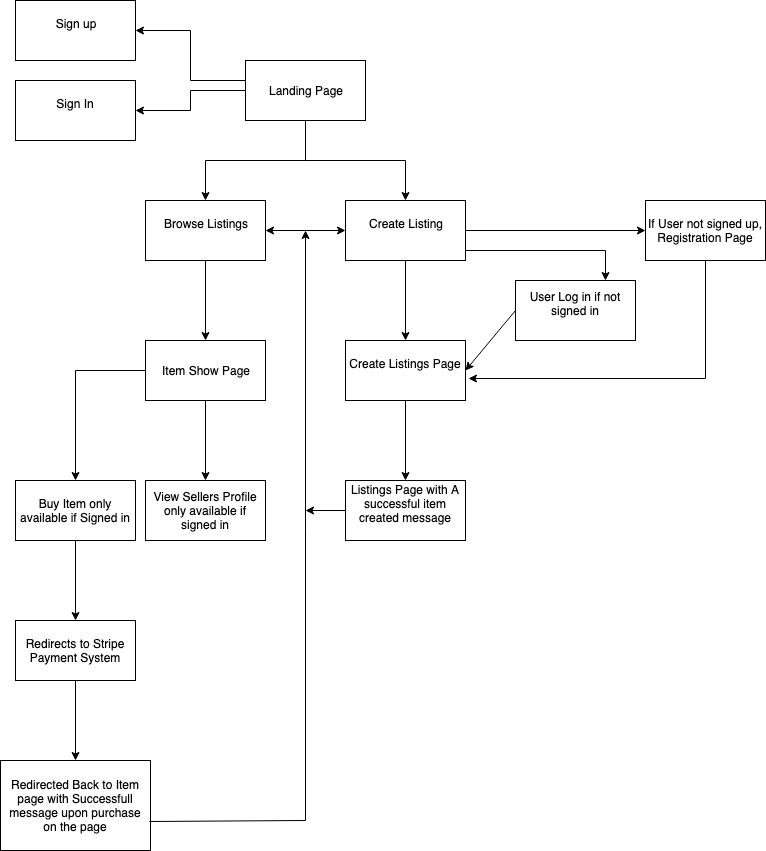 Sign up
Landing Page
Sign In
Browse Listings
Create Listing
If User not signed up,
Registration Page
User Log in if not
signed in
Item Show Page
Create Listings Page
Buy Item only
available if Signed in
View Sellers Profile
only available if
signed in
Listings Page with A
successful item
created message
Redirects to Stripe
Payment System
Redirected Back to Item
page with Successfull
message upon purchase
on the page